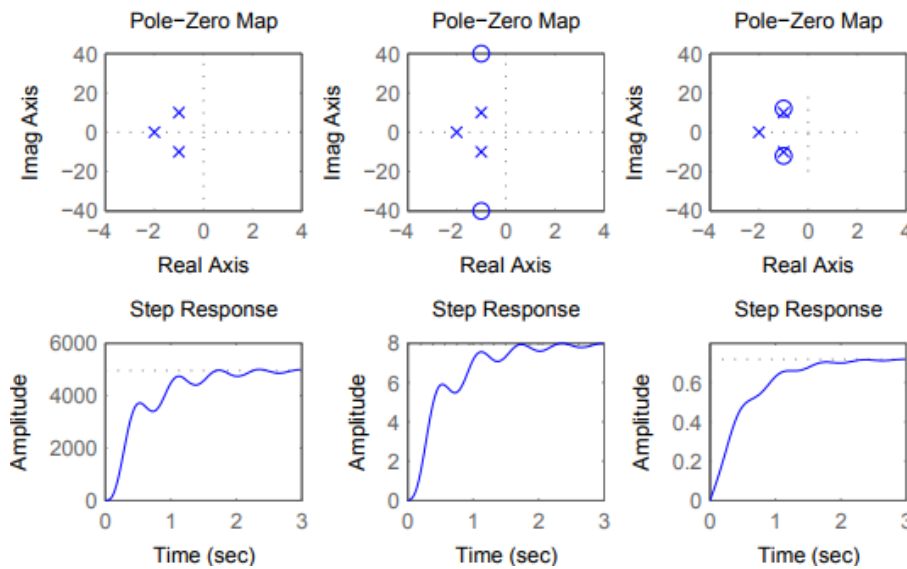 Pole−Zero Map
Pole−Zero Map
Pole−Zero Map
40
20
0
−20
−40
Imag Axis
−4 −2 0 2 4
Real Axis
40
20
0
−20
−40
Imag Axis
−4 −2 0 2 4
Real Axis
40
20
0
−20
−40
Imag Axis
−4 −2 0 2 4
Real Axis
Step Response
Step Response
Step Response
6000
4000
2000
0
Amplitude
0 1 2 3
Time (sec)
8
6
4
2
0
Amplitude
0 1 2 3
Time (sec)
0.6
0.4
0.2
0
Amplitude
0 1 2 3
Time (sec)